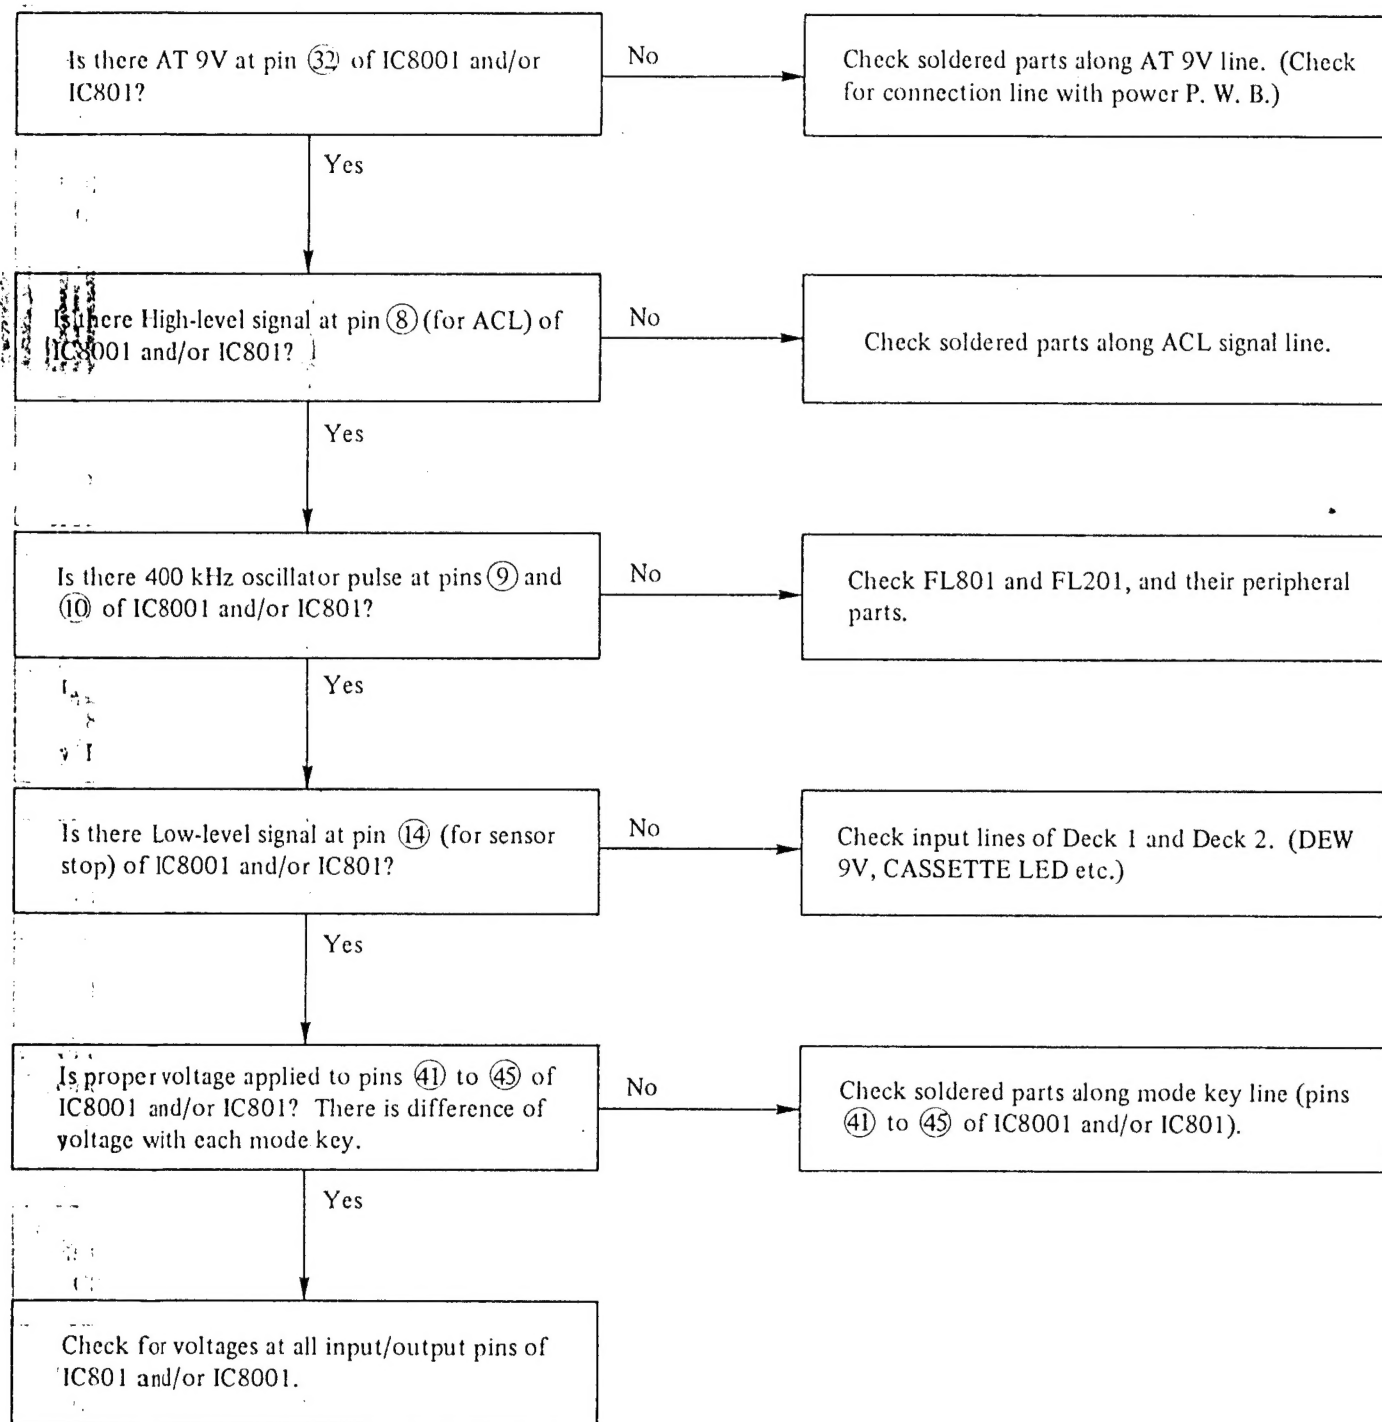 Is there AT 9V at pin ㉜ of IC8001 and/or
IC801?
No
Check soldered parts along AT 9V line. (Check
for connection line with power P. W. B.)
Yes
Is there High-level signal at pin ⑧ (for ACL) of
IC8001 and/or IC801?
No
Check soldered parts along ACL signal line.
Yes
Is there 400 kHz oscillator pulse at pins ⑨ and
⑩ of IC8001 and/or IC801?
No
Check FL801 and FL201, and their peripheral
parts.
Yes
Is there Low-level signal at pin ⑭ (for sensor
stop) of IC8001 and/or IC801?
No
Check input lines of Deck 1 and Deck 2. (DEW
9V, CASSETTE LED etc.)
Yes
Is proper voltage applied to pins ㊶ to ㊺ of
IC8001 and/or IC801? There is difference of
voltage with each mode key.
No
Check soldered parts along mode key line (pins
㊶ to ㊺ of IC8001 and/or IC801).
Yes
Check for voltages at all input/output pins of
IC801 and/or IC8001.